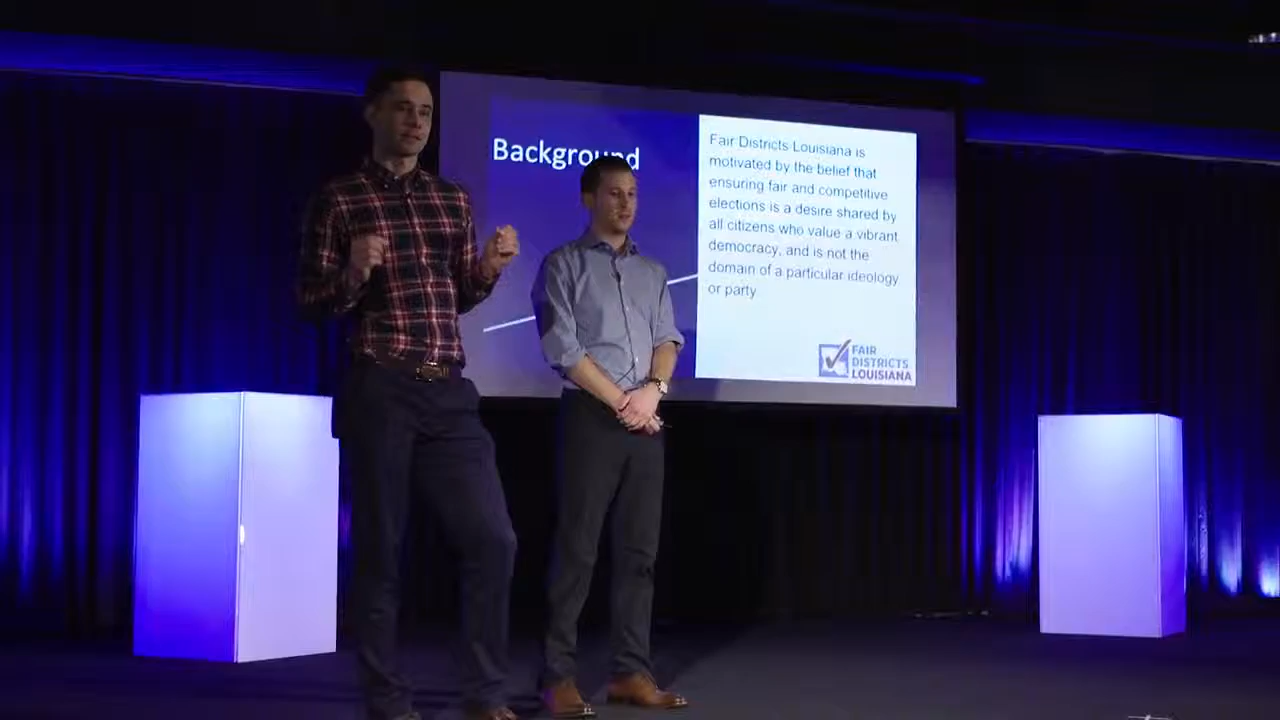 Background
Fair Districts Louisiana is
motivated by the belief that
ensuring fair and competitive
elections is a desire shared by
all citizens who value a vibrant
democracy, and is not the
domain of a particular ideology
or party
FAIR
DISTRICTS
LOUISIANA